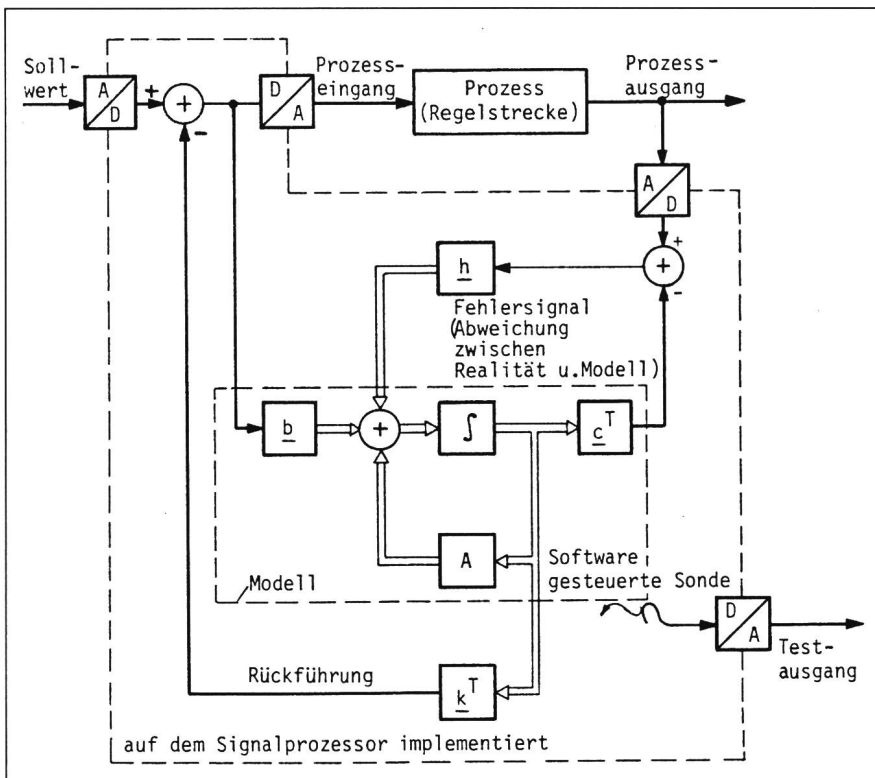 Soll-
wert
A
D
+
+
-
D
A
Prozess-
eingang
Prozess
(Regelstrecke)
Prozess-
ausgang
A
D
+
+
-
h
Fehlersignal
(Abweichung
zwischen
Realität u.Modell)
b
+
∫
c T
A
Modell
Software
gesteuerte Sonde
D
A
Test-
ausgang
Rückführung
k T
auf dem Signalprozessor implementiert